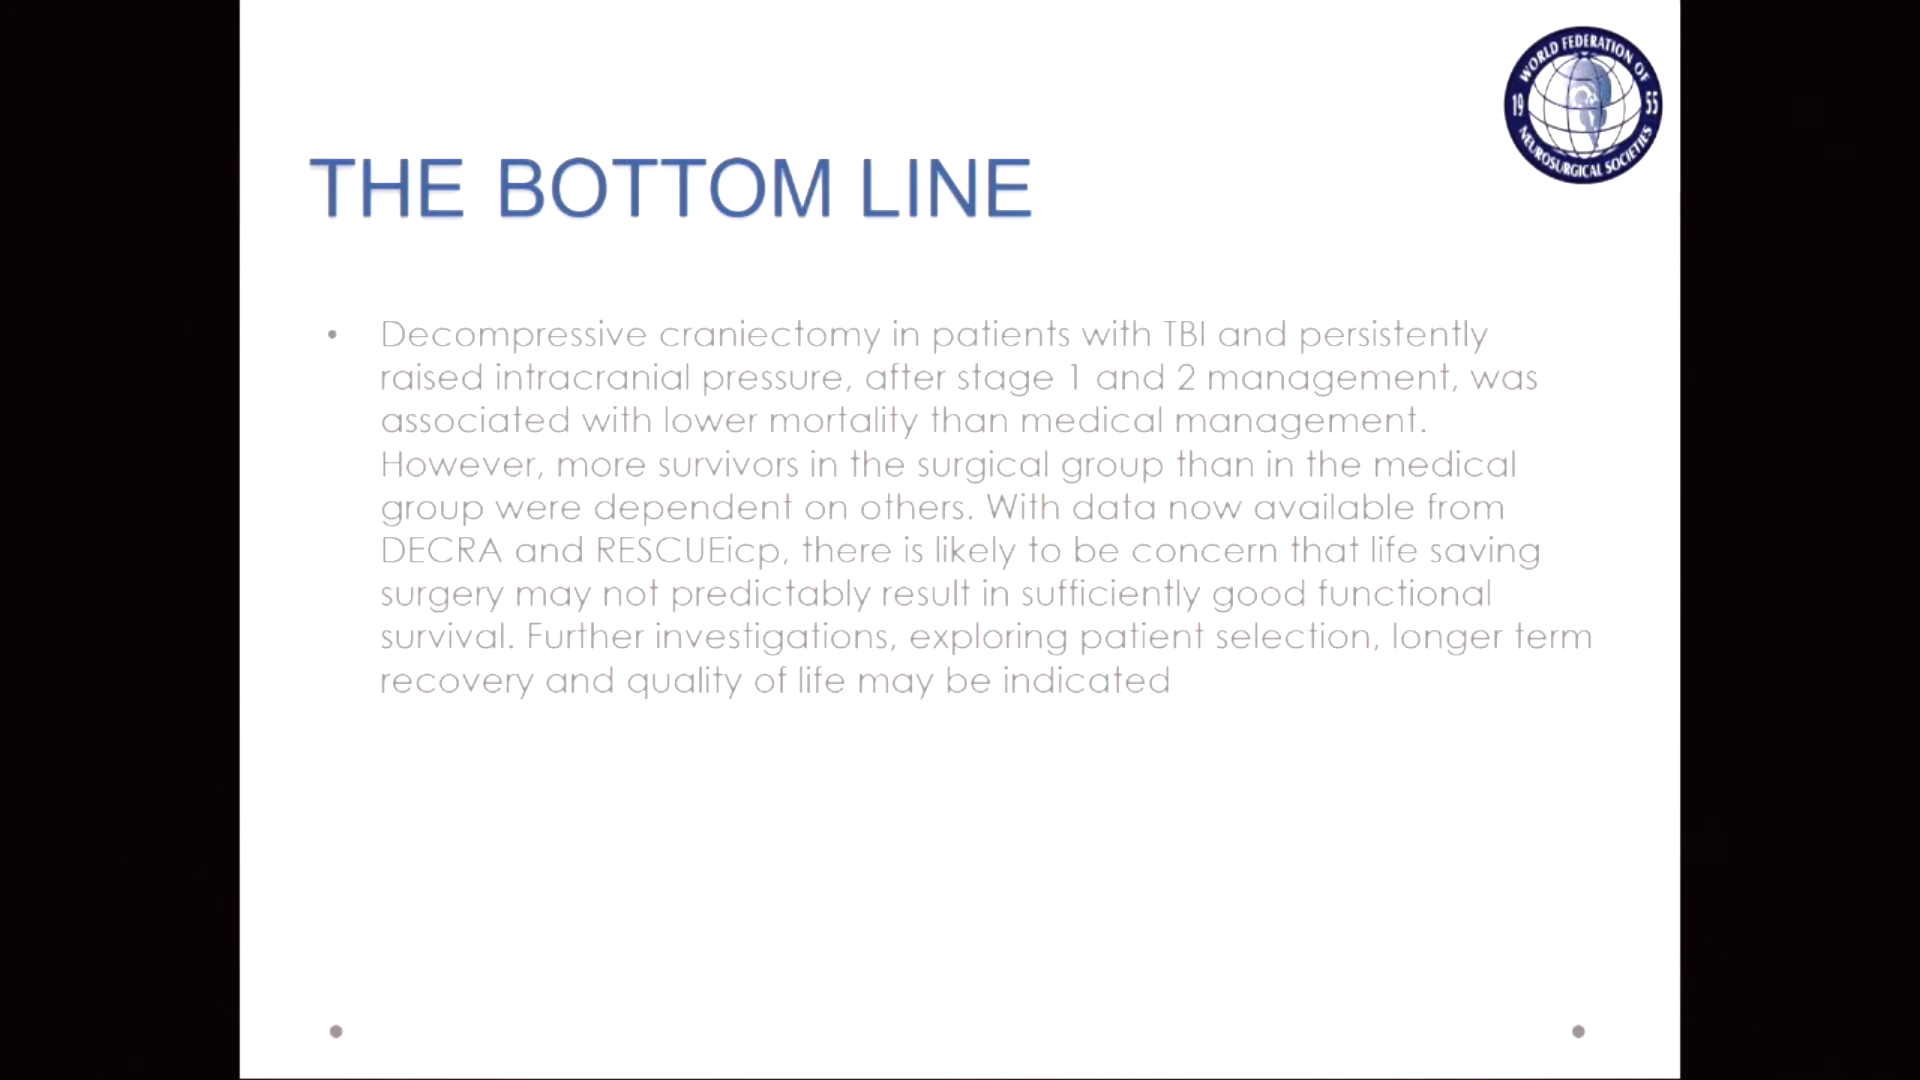 WORLD FEDERATION OF
19 55
NEUROSURGICAL SOCIETIES
THE BOTTOM LINE
• Decompressive craniectomy in patients with TBI and persistently
raised intracranial pressure, after stage 1 and 2 management, was
associated with lower mortality than medical management.
However, more survivors in the surgical group than in the medical
group were dependent on others. With data now available from
DECRA and RESCUEicp, there is likely to be concern that life saving
surgery may not predictably result in sufficiently good functional
survival. Further investigations, exploring patient selection, longer term
recovery and quality of life may be indicated